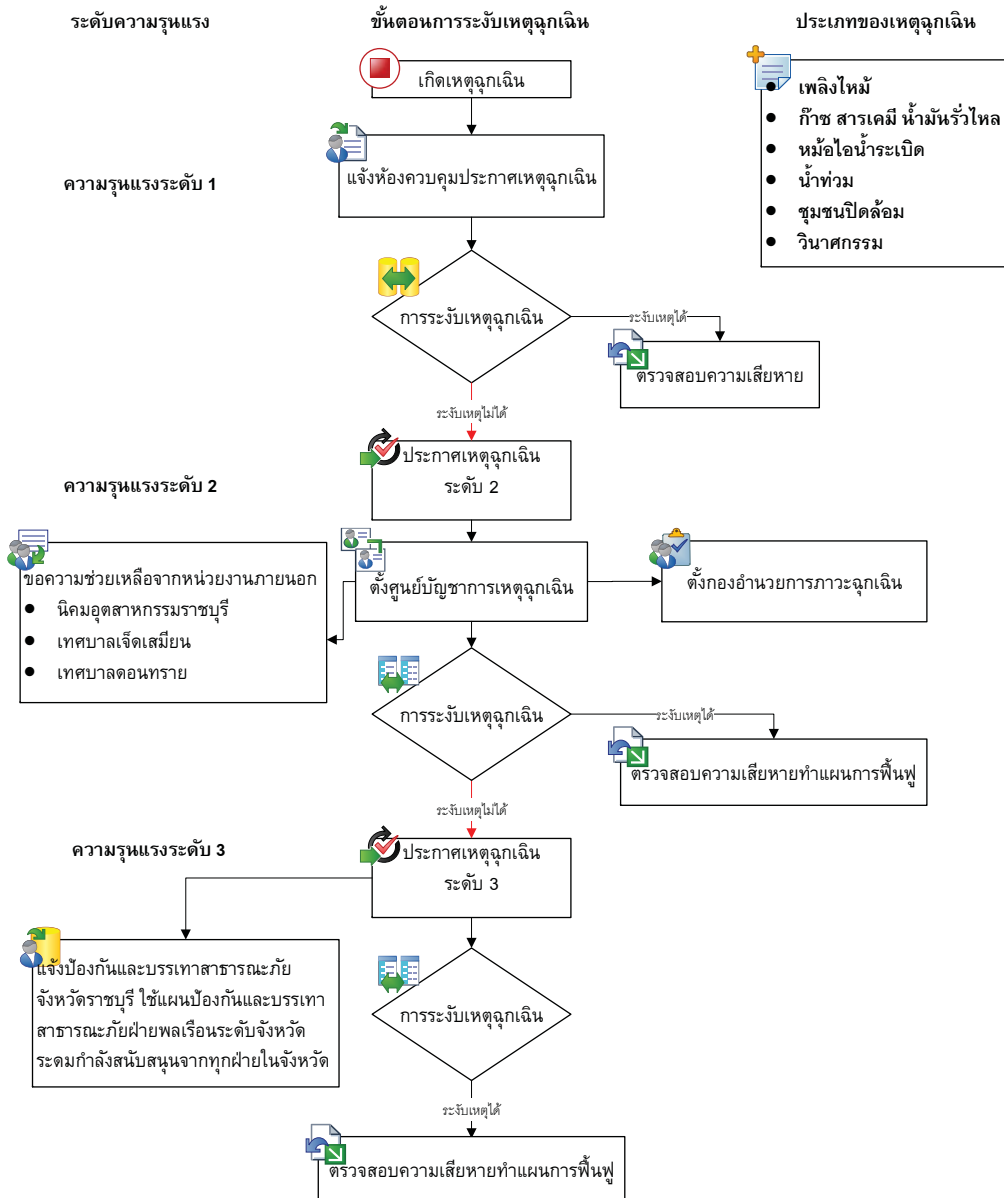 ระดับความรุนแรง
ขั้นตอนการระงับเหตุฉุกเฉิน
ประเภทของเหตุฉุกเฉิน
เกิดเหตุฉุกเฉิน
● เพลิงไหม้
● ก๊าซ สารเคมี น้ำมันรั่วไหล
● หม้อไอน้ำระเบิด
● น้ำท่วม
● ชุมชนปิดล้อม
● วินาศกรรม
ความรุนแรงระดับ 1
แจ้งห้องควบคุมประกาศเหตุฉุกเฉิน
การระงับเหตุฉุกเฉิน
ระงับเหตุได้
ตรวจสอบความเสียหาย
ระงับเหตุไม่ได้
ประกาศเหตุฉุกเฉิน
ระดับ 2
ความรุนแรงระดับ 2
ขอความช่วยเหลือจากหน่วยงานภายนอก
● นิคมอุตสาหกรรมราชบุรี
● เทศบาลเจ็ดเสมียน
● เทศบาลดอนทราย
ตั้งศูนย์บัญชาการเหตุฉุกเฉิน
ตั้งกองอำนวยการภาวะฉุกเฉิน
การระงับเหตุฉุกเฉิน
ระงับเหตุได้
ตรวจสอบความเสียหายทำแผนการฟื้นฟู
ระงับเหตุไม่ได้
ความรุนแรงระดับ 3
ประกาศเหตุฉุกเฉิน
ระดับ 3
แจ้งป้องกันและบรรเทาสาธารณะภัย
จังหวัดราชบุรี ใช้แผนป้องกันและบรรเทา
สาธารณะภัยฝ่ายพลเรือนระดับจังหวัด
ระดมกำลังสนับสนุนจากทุกฝ่ายในจังหวัด
การระงับเหตุฉุกเฉิน
ระงับเหตุได้
ตรวจสอบความเสียหายทำแผนการฟื้นฟู